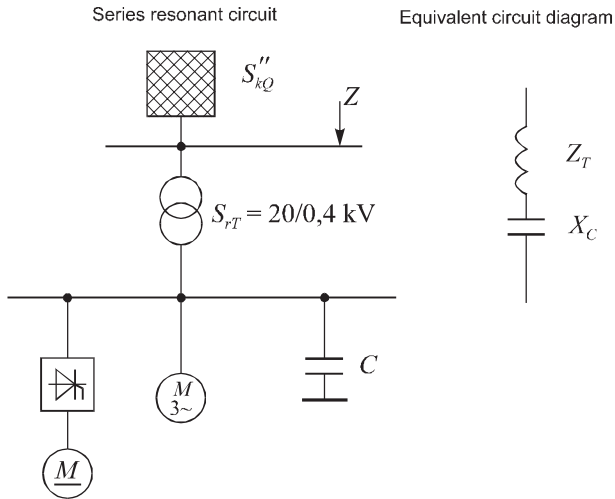 Series resonant circuit
Equivalent circuit diagram
S''kQ
Z
SrT = 20/0,4 kV
ZT
XC
C
M
3~
M